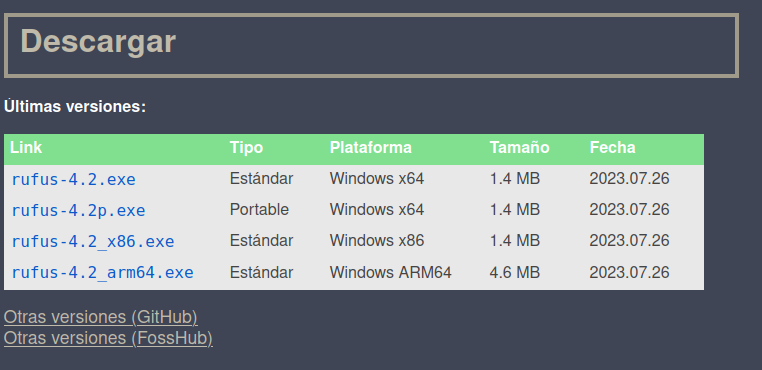 Descargar
Últimas versiones:
Link Tipo Plataforma Tamaño Fecha
rufus-4.2.exe Estándar Windows x64 1.4 MB 2023.07.26
rufus-4.2p.exe Portable Windows x64 1.4 MB 2023.07.26
rufus-4.2_x86.exe Estándar Windows x86 1.4 MB 2023.07.26
rufus-4.2_arm64.exe Estándar Windows ARM64 4.6 MB 2023.07.26
Otras versiones (GitHub)
Otras versiones (FossHub)